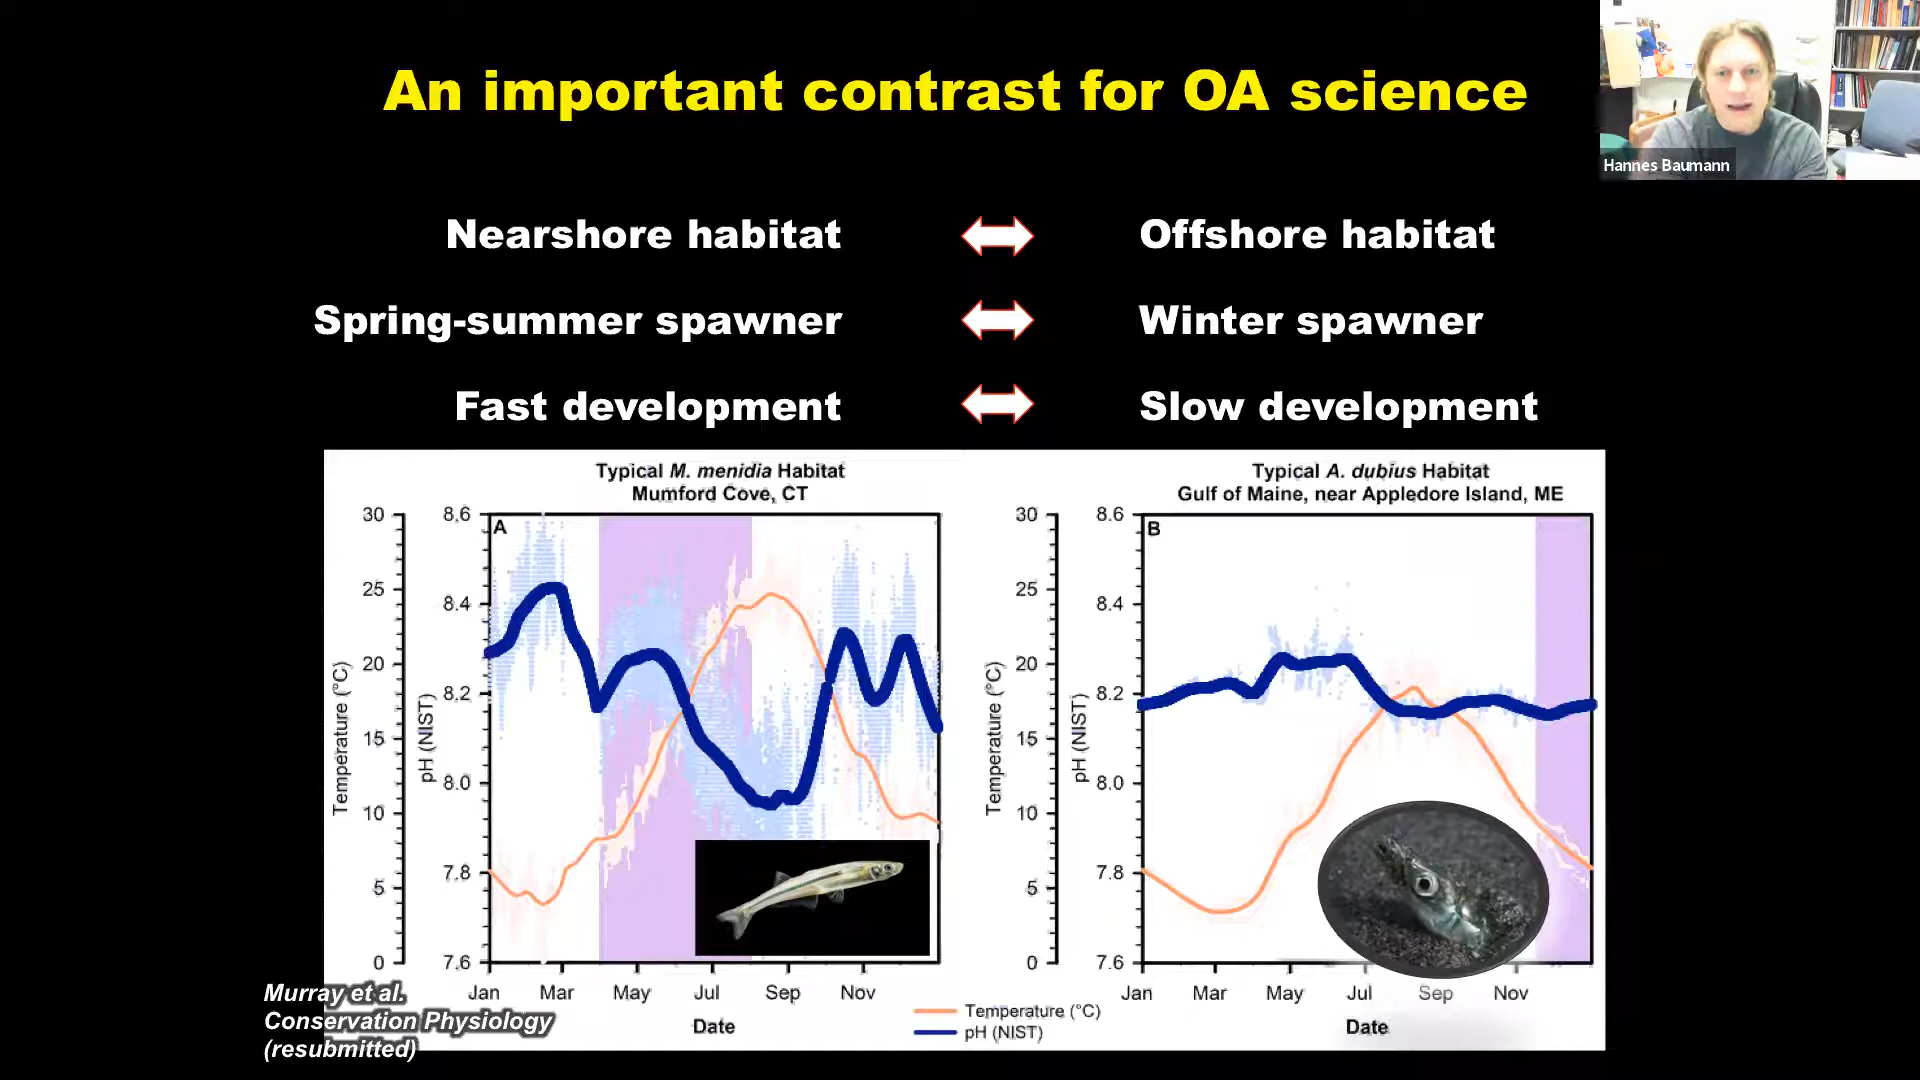 An important contrast for OA science
Hannes Baumann
Nearshore habitat
Offshore habitat
Spring-summer spawner
Winter spawner
Fast development
Slow development
Typical M. menidia Habitat
Mumford Cove, CT
30
25
20
15
10
5
0
Temperature (°C)
8.6
8.4
8.2
8.0
7.8
7.6
pH (NIST)
A
Jan Mar May Jul Sep Nov
Date
Typical A. dubius Habitat
Gulf of Maine, near Appledore Island, ME
30
25
20
15
10
5
0
Temperature (°C)
8.6
8.4
8.2
8.0
7.8
7.6
pH (NIST)
B
Jan Mar May Jul Sep Nov
Date
Temperature (°C)
pH (NIST)
Murray et al.
Conservation Physiology
(resubmitted)